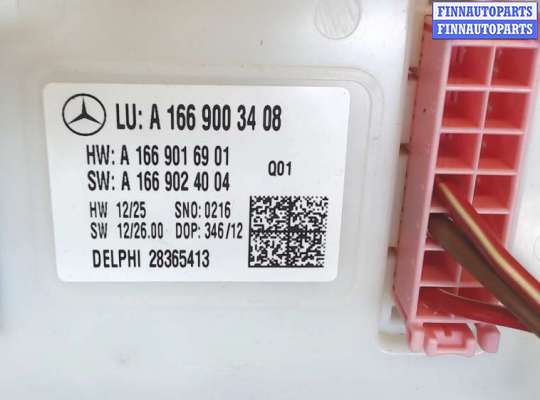 FINNAUTOPARTS
FINNAUTOPARTS
LU: A 166 900 34 08
HW: A 166 901 69 01
SW: A 166 902 40 04
Q01
HW 12/25 SNO: 0216
SW 12/26.00 DOP: 346/12
DELPHI 28365413